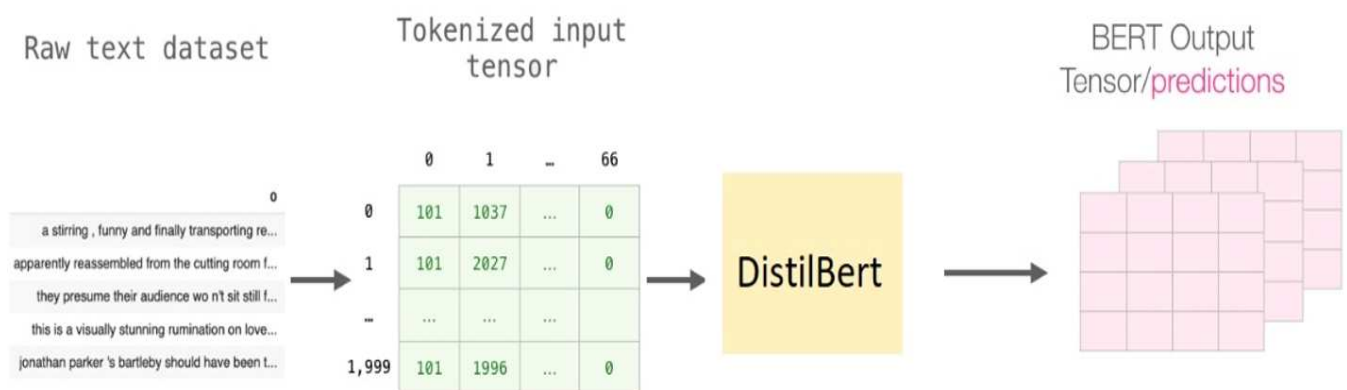 Raw text dataset
Tokenized input
tensor
BERT Output
Tensor/predictions
0
a stirring , funny and finally transporting re...
apparently reassembled from the cutting room f...
they presume their audience wo n't sit still f...
this is a visually stunning rumination on love...
jonathan parker 's bartleby should have been t...
0 1 ... 66
0 101 1037 ... 0
1 101 2027 ... 0
... ... ... ...
1,999 101 1996 ... 0
DistilBert